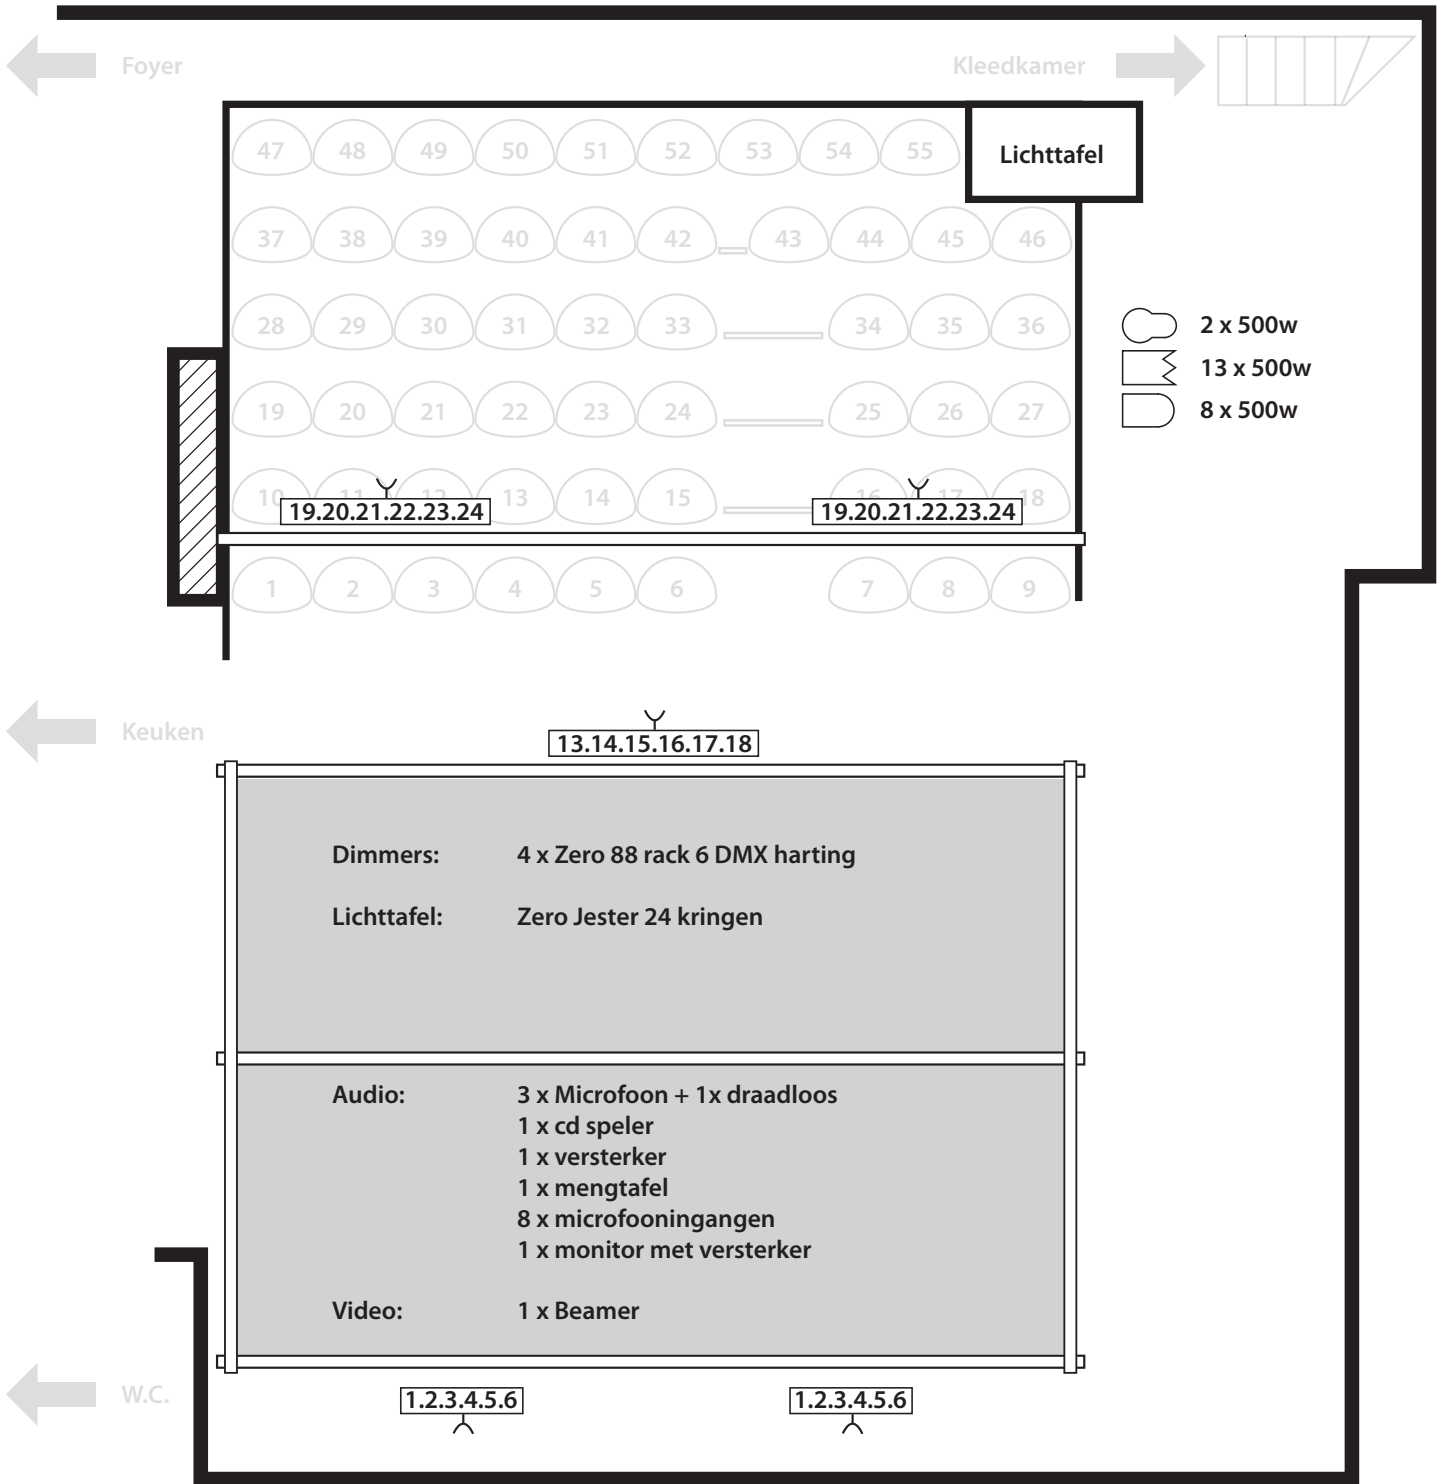 Foyer
Kleedkamer
47 48 49 50 51 52 53 54 55
Lichttafel
37 38 39 40 41 42 43 44 45 46
28 29 30 31 32 33 34 35 36
2 x 500w
13 x 500w
8 x 500w
19 20 21 22 23 24 25 26 27
10 11 12 13 14 15 16 17 18
19.20.21.22.23.24
19.20.21.22.23.24
1 2 3 4 5 6 7 8 9
Keuken
13.14.15.16.17.18
Dimmers: 4 x Zero 88 rack 6 DMX harting
Lichttafel: Zero Jester 24 kringen
Audio: 3 x Microfoon + 1x draadloos
1 x cd speler
1 x versterker
1 x mengtafel
8 x microfooningangen
1 x monitor met versterker
Video: 1 x Beamer
W.C.
1.2.3.4.5.6
1.2.3.4.5.6